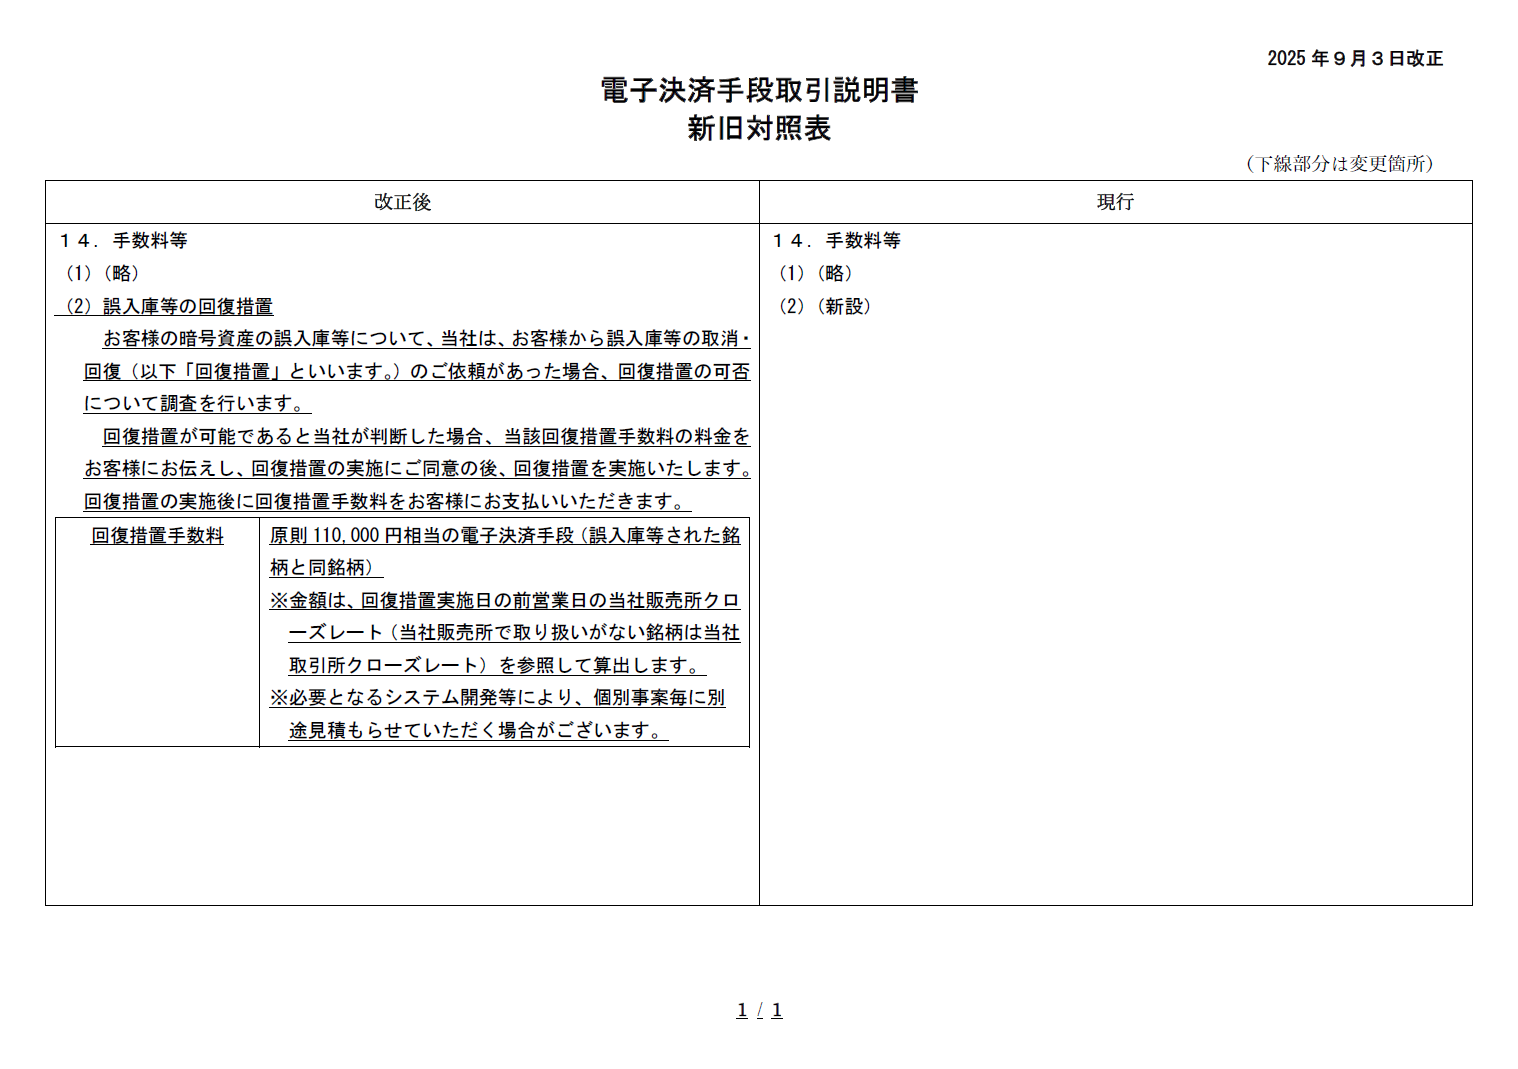 2025年９月３日改正
電子決済手段取引説明書
新旧対照表
（下線部分は変更箇所）
改正後
現行
１４．手数料等
（1）（略）
（2）誤入庫等の回復措置
お客様の暗号資産の誤入庫等について、当社は、お客様から誤入庫等の取消・
回復（以下「回復措置」といいます。）のご依頼があった場合、回復措置の可否
について調査を行います。
回復措置が可能であると当社が判断した場合、当該回復措置手数料の料金を
お客様にお伝えし、回復措置の実施にご同意の後、回復措置を実施いたします。
回復措置の実施後に回復措置手数料をお客様にお支払いいただきます。
回復措置手数料
原則110,000円相当の電子決済手段（誤入庫等された銘
柄と同銘柄）
※金額は、回復措置実施日の前営業日の当社販売所クロ
ーズレート（当社販売所で取り扱いがない銘柄は当社
取引所クローズレート）を参照して算出します。
※必要となるシステム開発等により、個別事案毎に別
途見積もらせていただく場合がございます。
１４．手数料等
（1）（略）
（2）（新設）
1 / 1